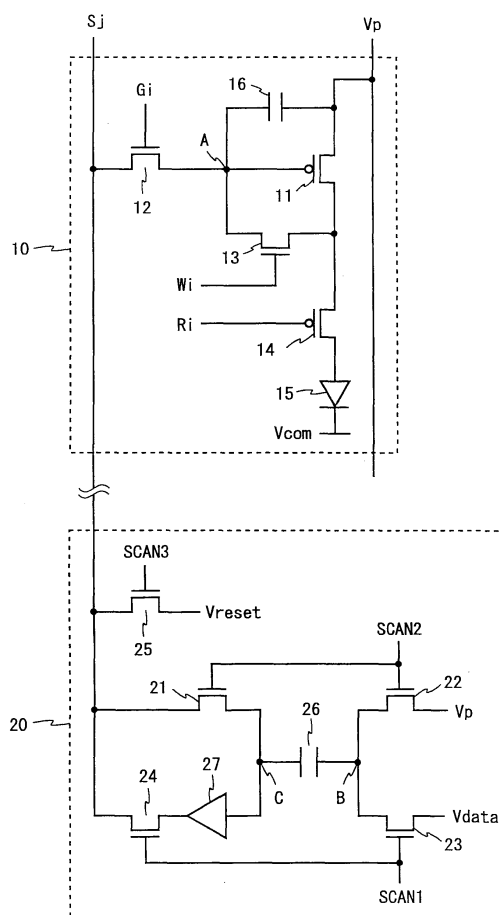 Sj
Vp
16
Gi
A
12
11
10
13
Wi
Ri
14
15
Vcom
SCAN3
Vreset
25
SCAN2
21
22
26
20
Vp
24
27
C
B
Vdata
23
SCAN1